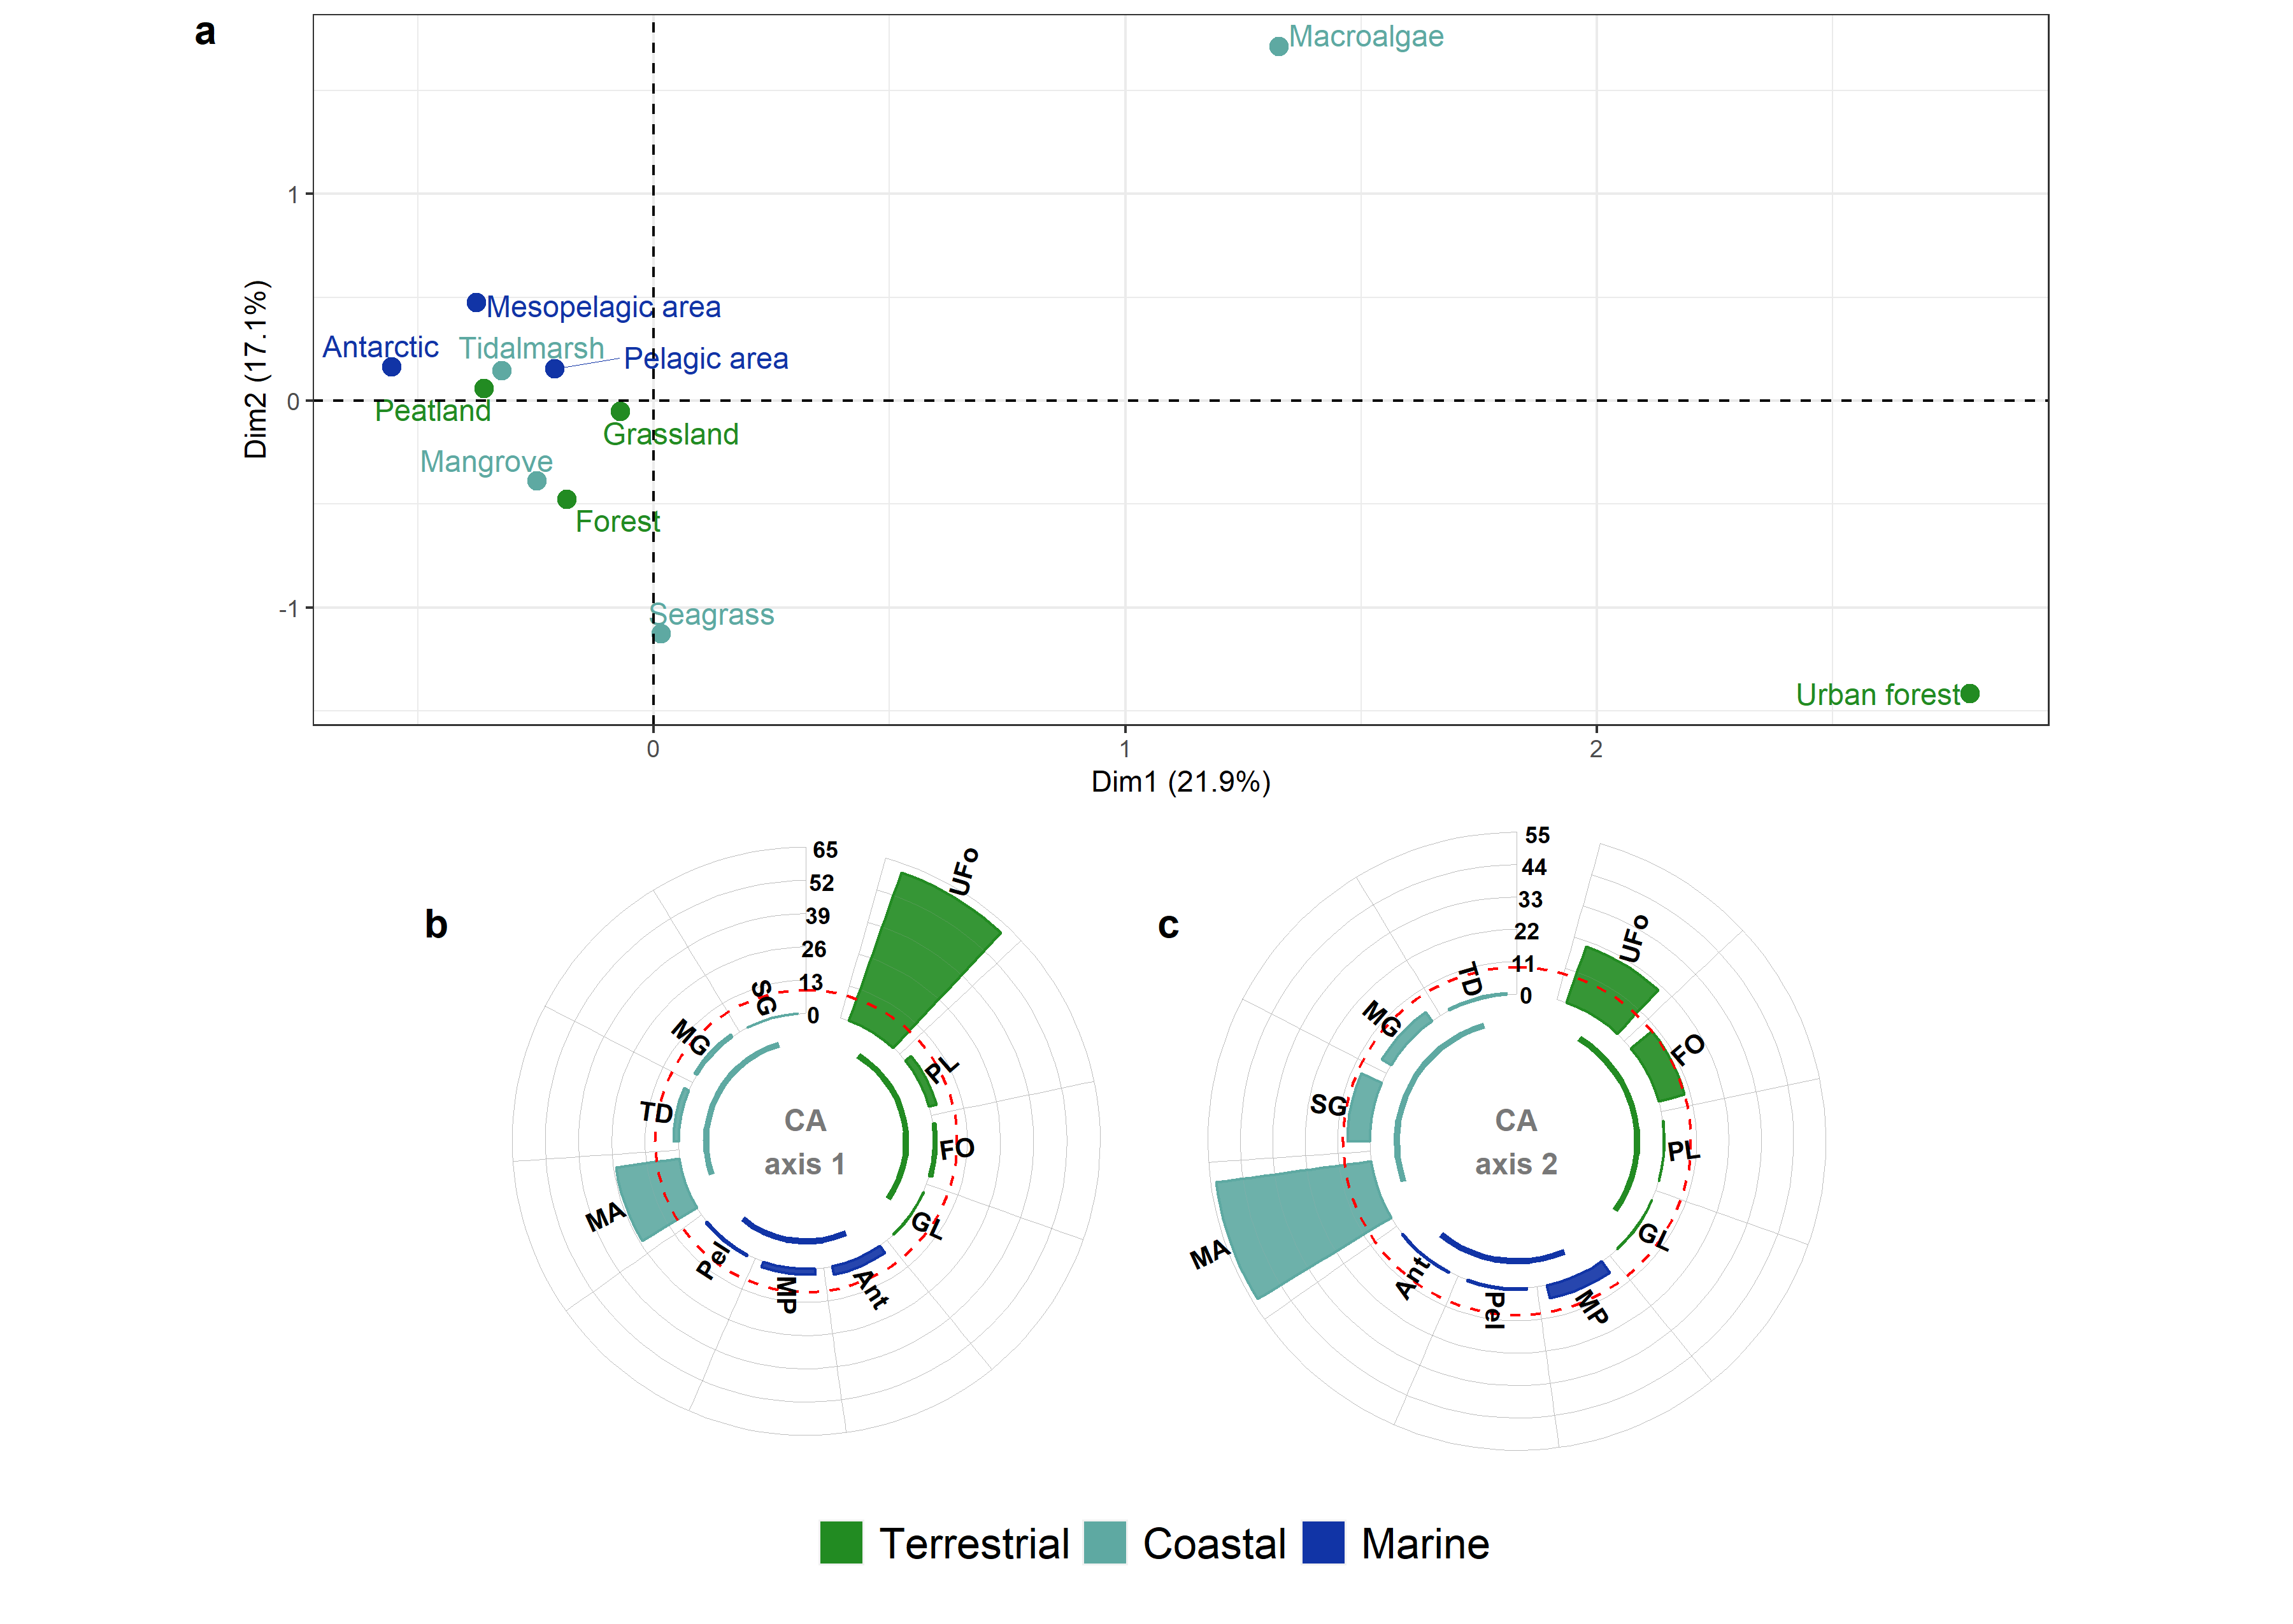 a
Macroalgae
1
Mesopelagic area
Antarctic
Tidalmarsh
Pelagic area
0
Peatland
Grassland
Mangrove
Forest
-1
Seagrass
Urban forest
Dim2 (17.1%)
0
1
2
Dim1 (21.9%)
b
65
52
39
26
13
0
UFo
PL
FO
GL
Ant
MP
Pel
MA
TD
MG
SG
CA
axis 1
c
55
44
33
22
11
0
UFo
FO
PL
GL
MP
Pel
Ant
MA
SG
MG
TD
CA
axis 2
Terrestrial
Coastal
Marine